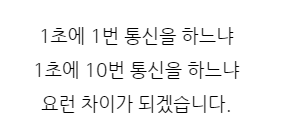 1초에 1번 통신을 하느냐
1초에 10번 통신을 하느냐
요런 차이가 되겠습니다.